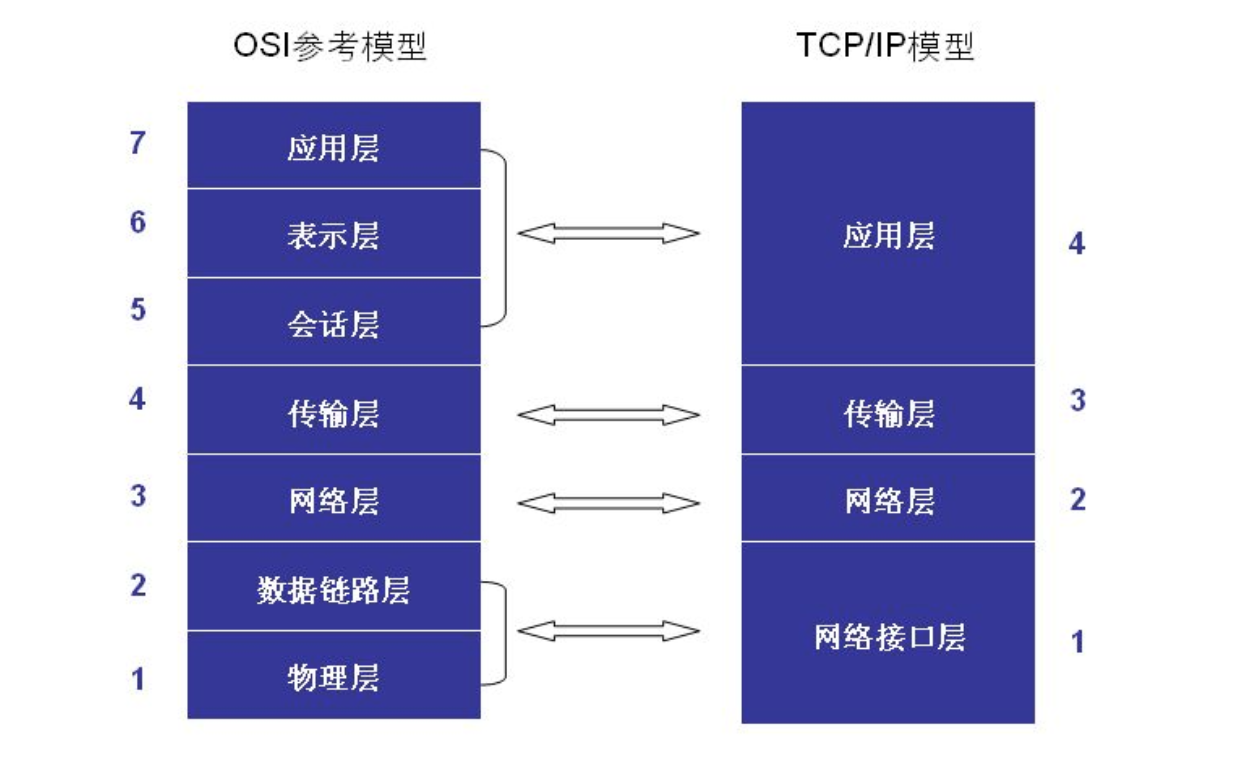 OSI参考模型
TCP/IP模型
7 应用层
6 表示层
5 会话层
4 传输层
3 网络层
2 数据链路层
1 物理层
应用层 4
传输层 3
网络层 2
网络接口层 1